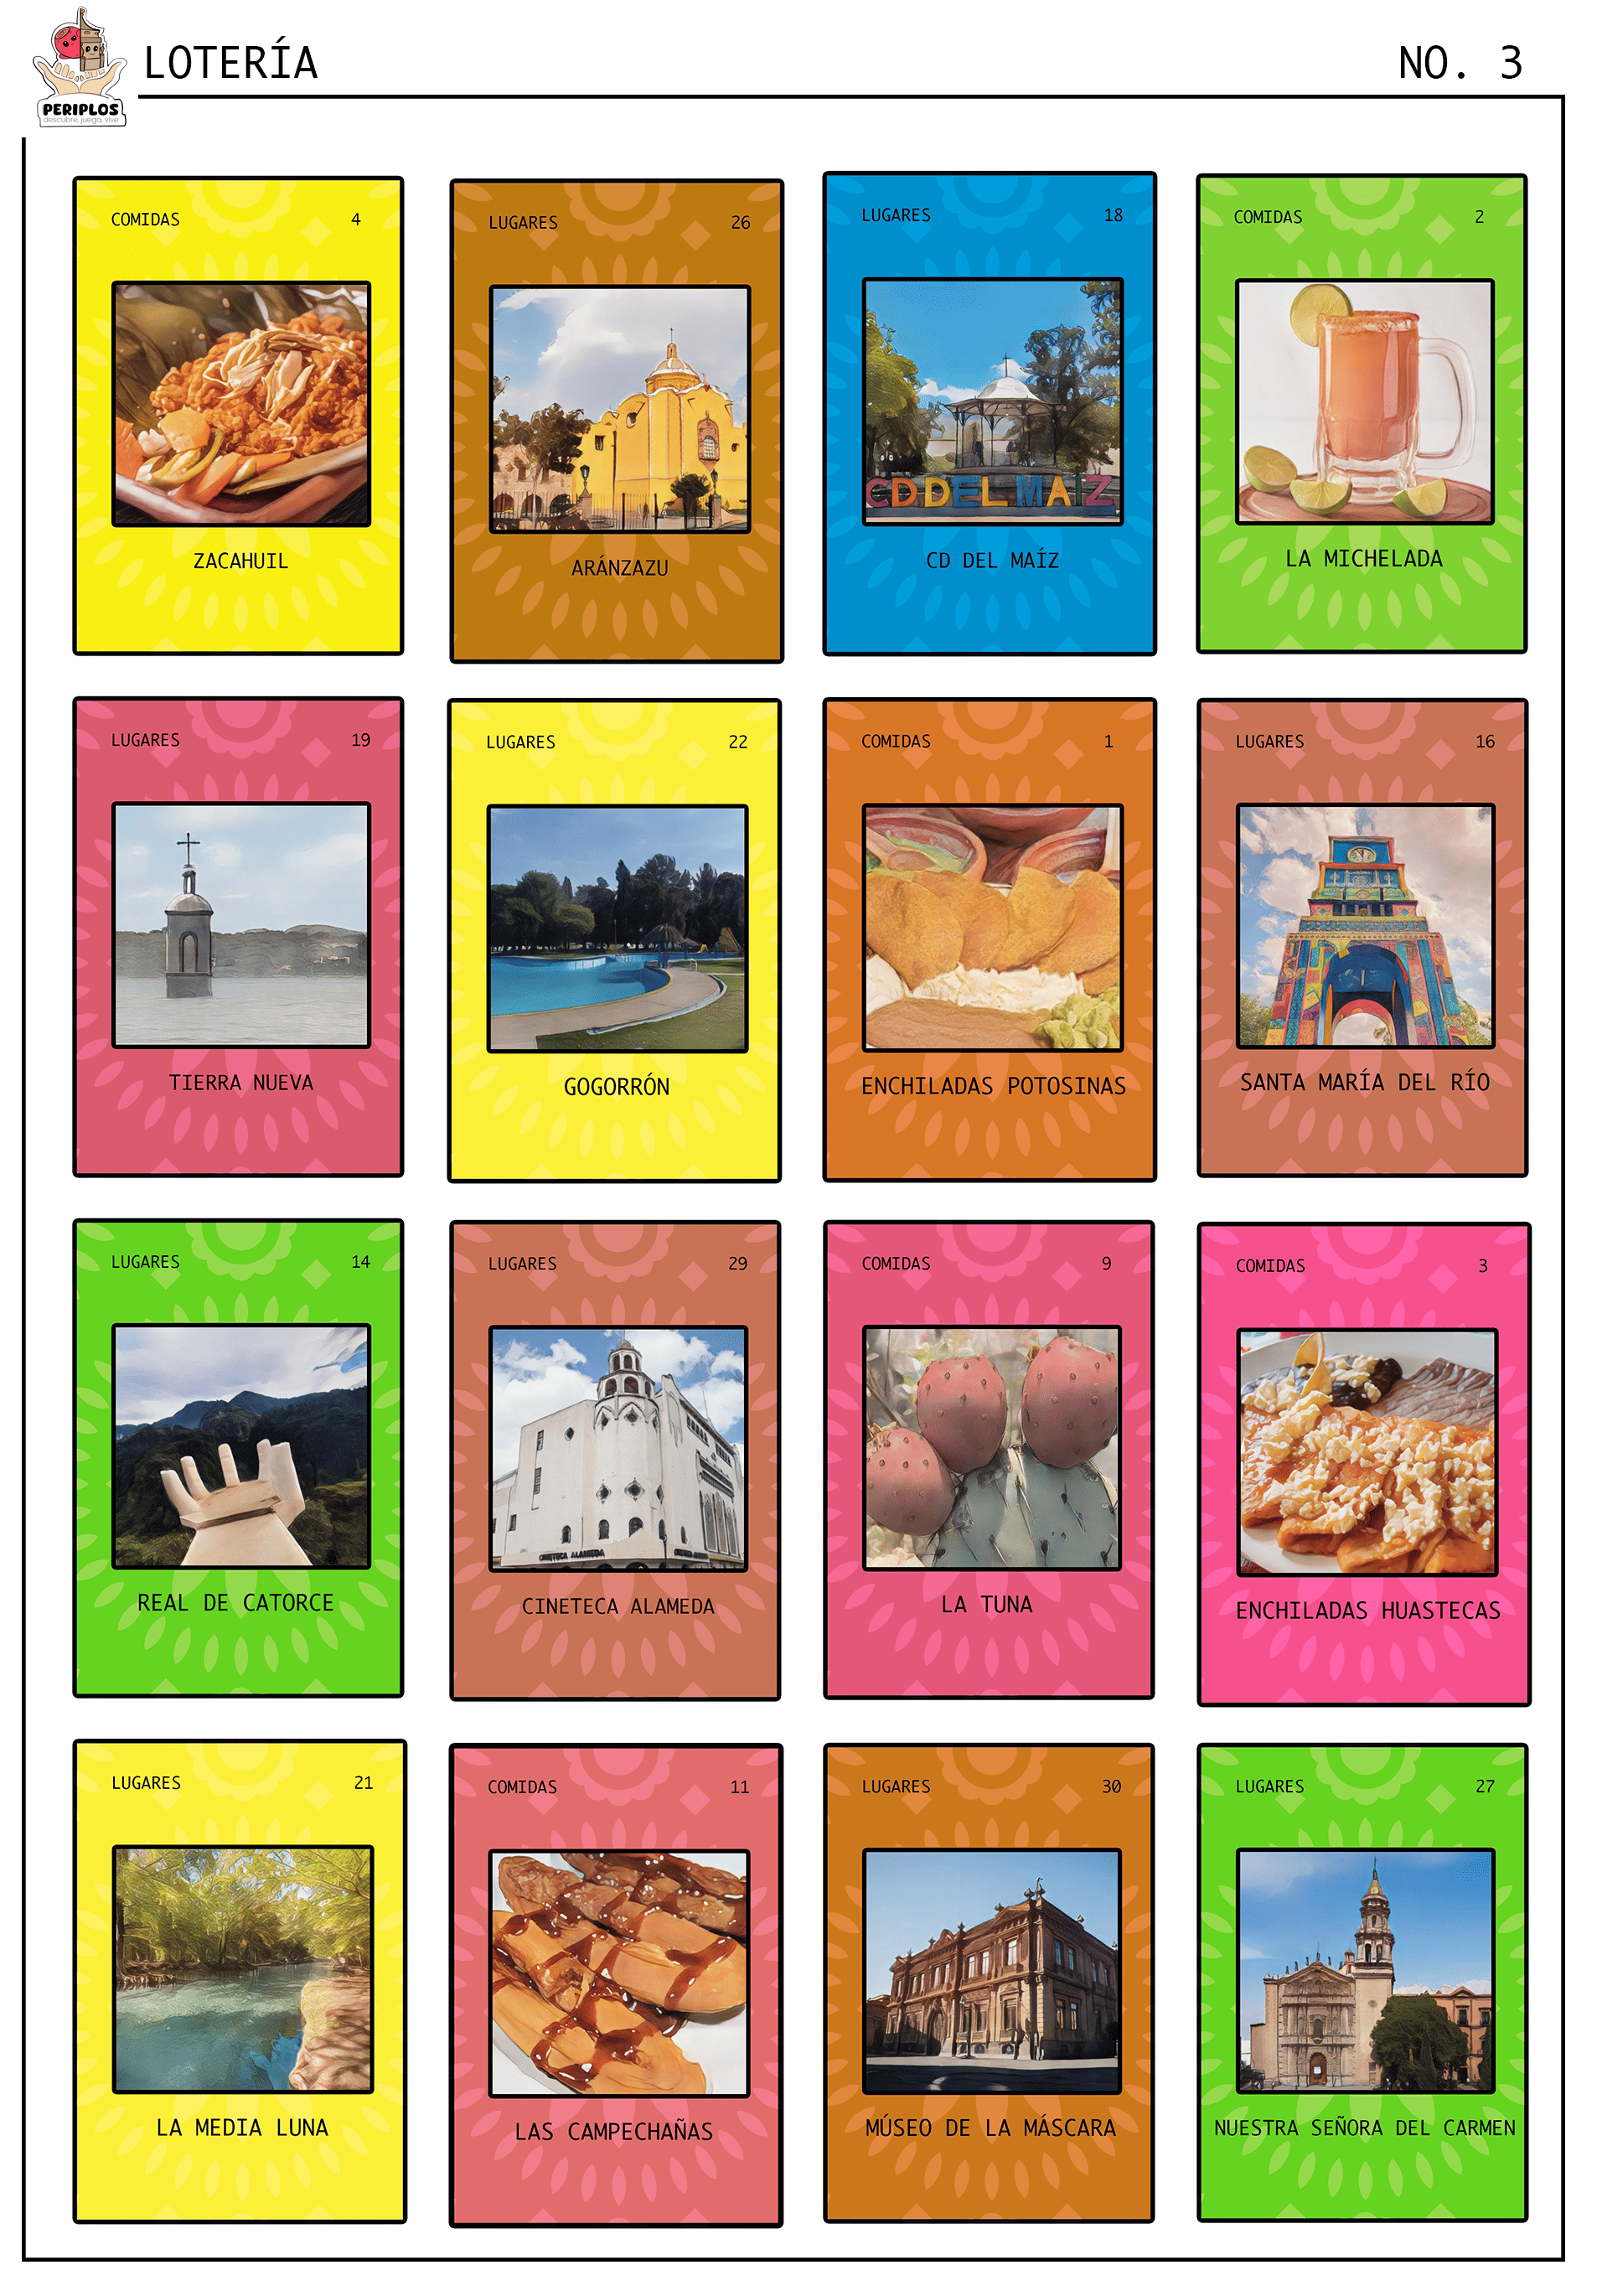 LOTERÍA
NO. 3
PERIPLOS
descubre, juega, vive
COMIDAS 4
ZACAHUIL
LUGARES 26
ARÁNZAZU
LUGARES 18
CD DEL MAIZ
CD DEL MAÍZ
COMIDAS 2
LA MICHELADA
LUGARES 19
TIERRA NUEVA
LUGARES 22
GOGORRÓN
COMIDAS 1
ENCHILADAS POTOSINAS
LUGARES 16
SANTA MARÍA DEL RÍO
LUGARES 14
REAL DE CATORCE
LUGARES 29
CINETECA ALAMEDA
CINETECA ALAMEDA
COMIDAS 9
LA TUNA
COMIDAS 3
ENCHILADAS HUASTECAS
LUGARES 21
LA MEDIA LUNA
COMIDAS 11
LAS CAMPECHAÑAS
LUGARES 30
MÚSEO DE LA MÁSCARA
LUGARES 27
NUESTRA SEÑORA DEL CARMEN